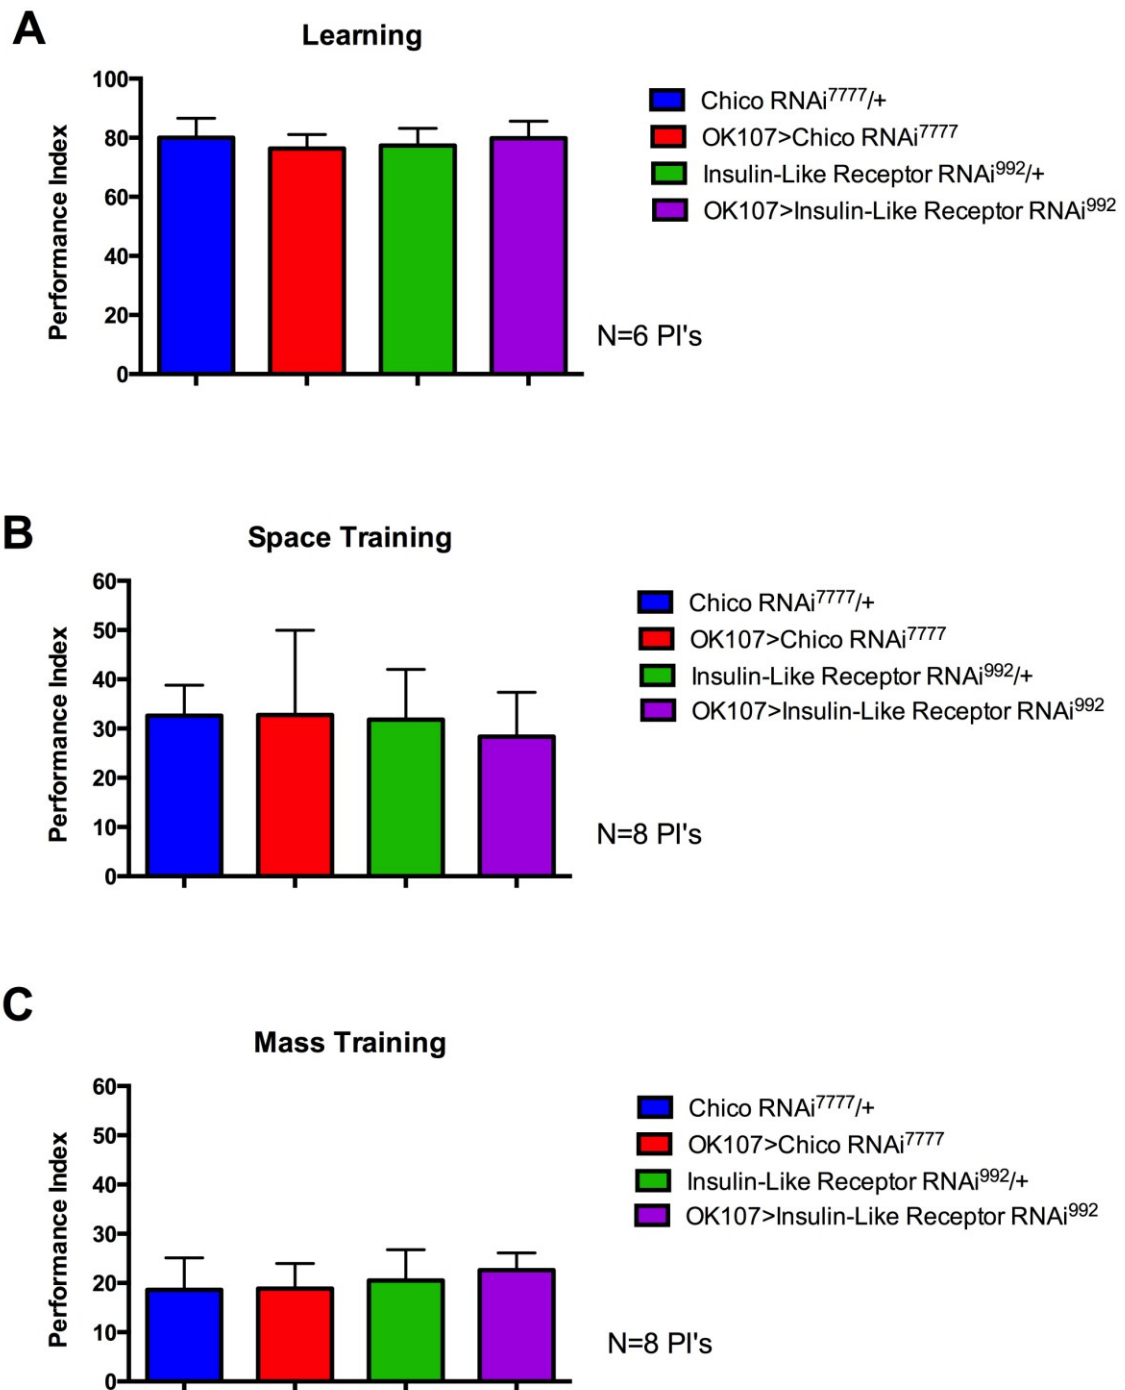 A
Learning
Performance Index
100
80
60
40
20
0
Chico RNAi⁷⁷⁷⁷/+
OK107>Chico RNAi⁷⁷⁷⁷
Insulin-Like Receptor RNAi⁹⁹²/+
OK107>Insulin-Like Receptor RNAi⁹⁹²
N=6 PI's
B
Space Training
Performance Index
60
50
40
30
20
10
0
Chico RNAi⁷⁷⁷⁷/+
OK107>Chico RNAi⁷⁷⁷⁷
Insulin-Like Receptor RNAi⁹⁹²/+
OK107>Insulin-Like Receptor RNAi⁹⁹²
N=8 PI's
C
Mass Training
Performance Index
60
50
40
30
20
10
0
Chico RNAi⁷⁷⁷⁷/+
OK107>Chico RNAi⁷⁷⁷⁷
Insulin-Like Receptor RNAi⁹⁹²/+
OK107>Insulin-Like Receptor RNAi⁹⁹²
N=8 PI's